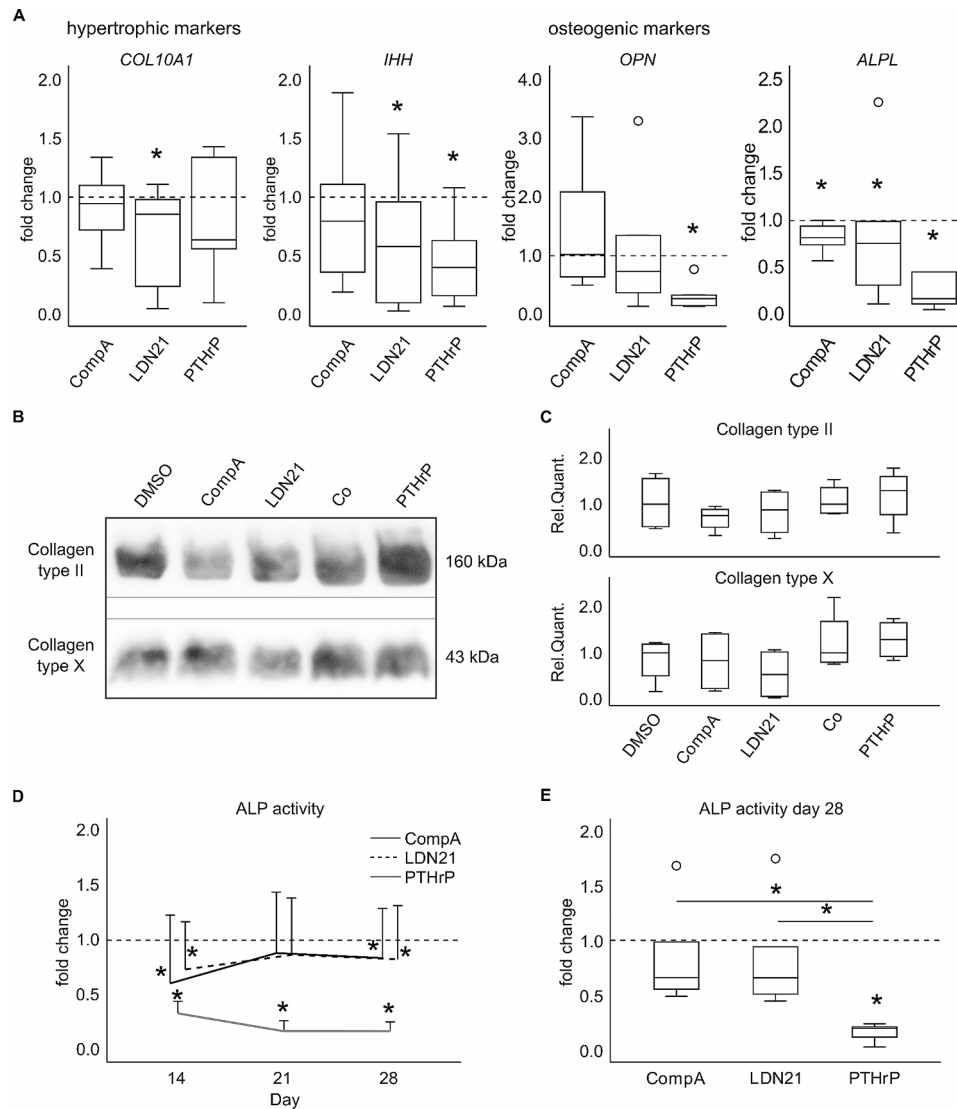 A
hypertrophic markers
osteogenic markers
COL10A1
IHH
OPN
ALPL
fold change
2.0
1.5
1.0
0.5
0.0
CompA
LDN21
PTHrP
fold change
2.0
1.5
1.0
0.5
0.0
CompA
LDN21
PTHrP
fold change
4.0
3.0
2.0
1.0
0.0
CompA
LDN21
PTHrP
fold change
2.5
2.0
1.5
1.0
0.5
0.0
CompA
LDN21
PTHrP
* * * * * * *
B
DMSO
CompA
LDN21
Co
PTHrP
Collagen
type II
160 kDa
Collagen
type X
43 kDa
C
Collagen type II
Rel.Quant.
2.0
1.0
0.0
Collagen type X
Rel.Quant.
2.0
1.0
0.0
DMSO
CompA
LDN21
Co
PTHrP
D
ALP activity
CompA
LDN21
PTHrP
fold change
2.0
1.5
1.0
0.5
0.0
* * * * * * *
14
21
28
Day
E
ALP activity day 28
fold change
2.0
1.5
1.0
0.5
0.0
*
*
*
CompA
LDN21
PTHrP